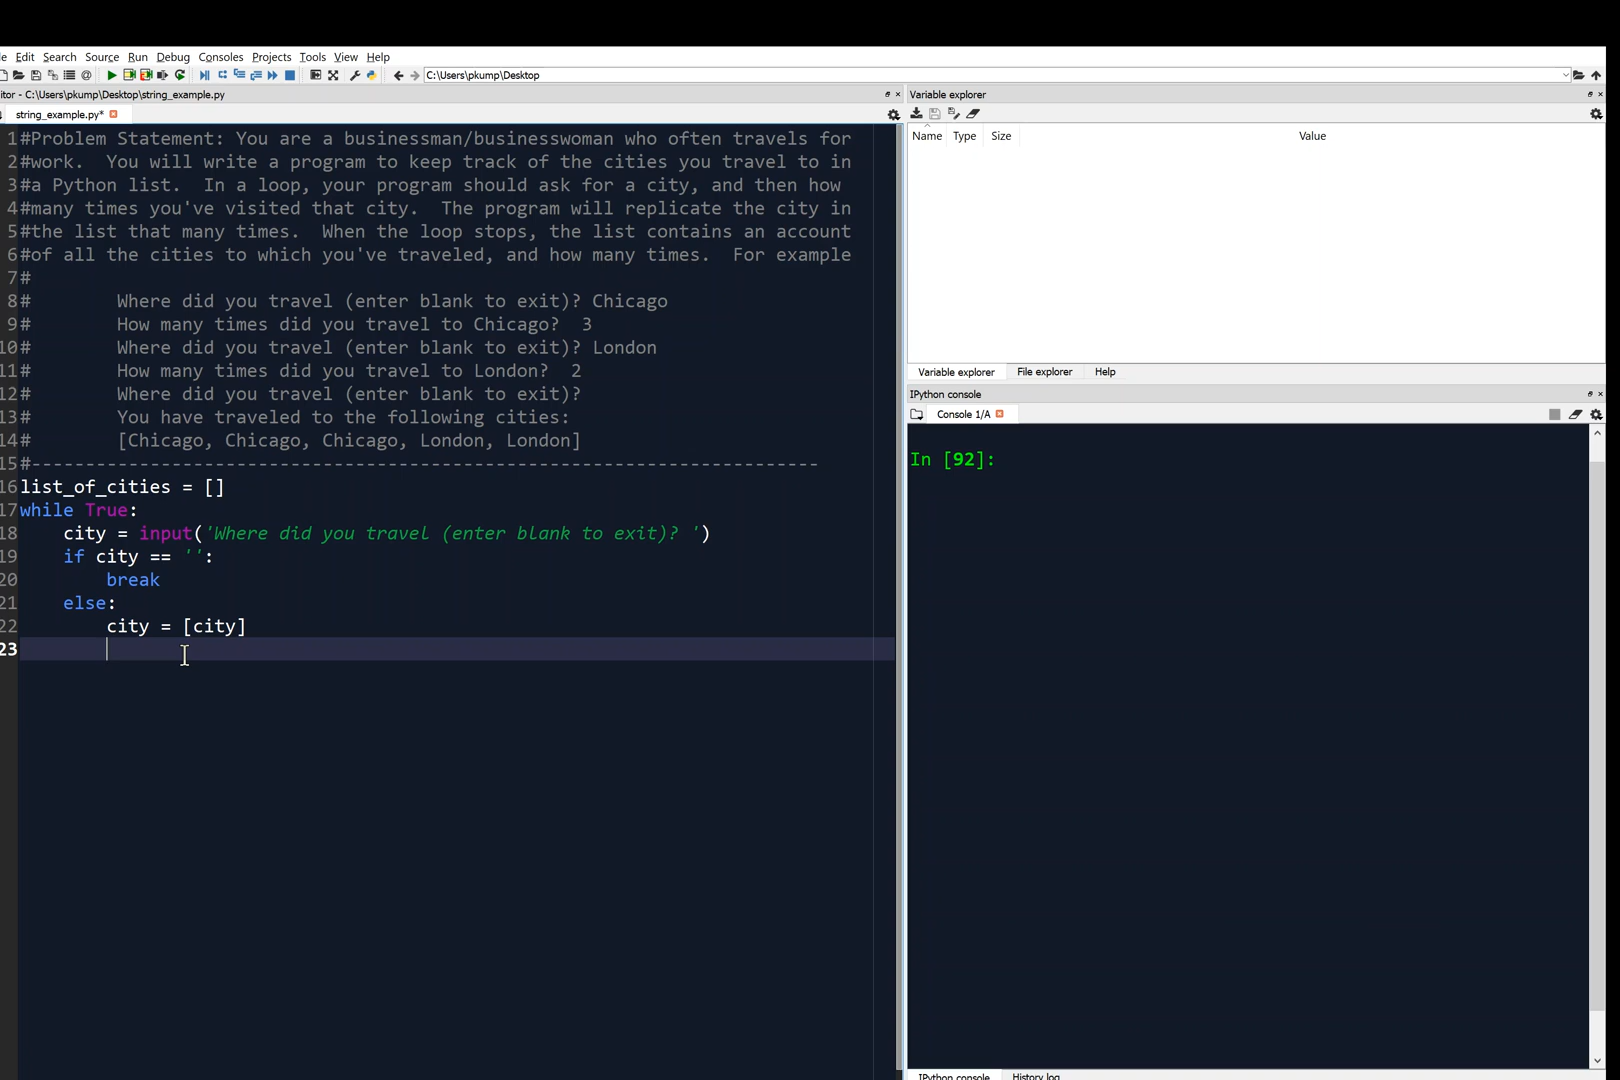 Edit Search Source Run Debug Consoles Projects Tools View Help
C:\Users\pkump\Desktop
C:\Users\pkump\Desktop\string_example.py
string_example.py*
1 #Problem Statement: You are a businessman/businesswoman who often travels for
2 #work.  You will write a program to keep track of the cities you travel to in
3 #a Python list.  In a loop, your program should ask for a city, and then how
4 #many times you've visited that city.  The program will replicate the city in
5 #the list that many times.  When the loop stops, the list contains an account
6 #of all the cities to which you've traveled, and how many times.  For example
7 #
8 #        Where did you travel (enter blank to exit)? Chicago
9 #        How many times did you travel to Chicago?  3
10 #        Where did you travel (enter blank to exit)? London
11 #        How many times did you travel to London?  2
12 #        Where did you travel (enter blank to exit)?
13 #        You have traveled to the following cities:
14 #        [Chicago, Chicago, Chicago, London, London]
15 #-------------------------------------------------------------------------
16 list_of_cities = []
17 while True:
18     city = input('Where did you travel (enter blank to exit)? ')
19     if city == '':
20         break
21     else:
22         city = [city]
23
Variable explorer
Name Type Size Value
Variable explorer File explorer Help
IPython console
Console 1/A
In [92]:
IPython console History log